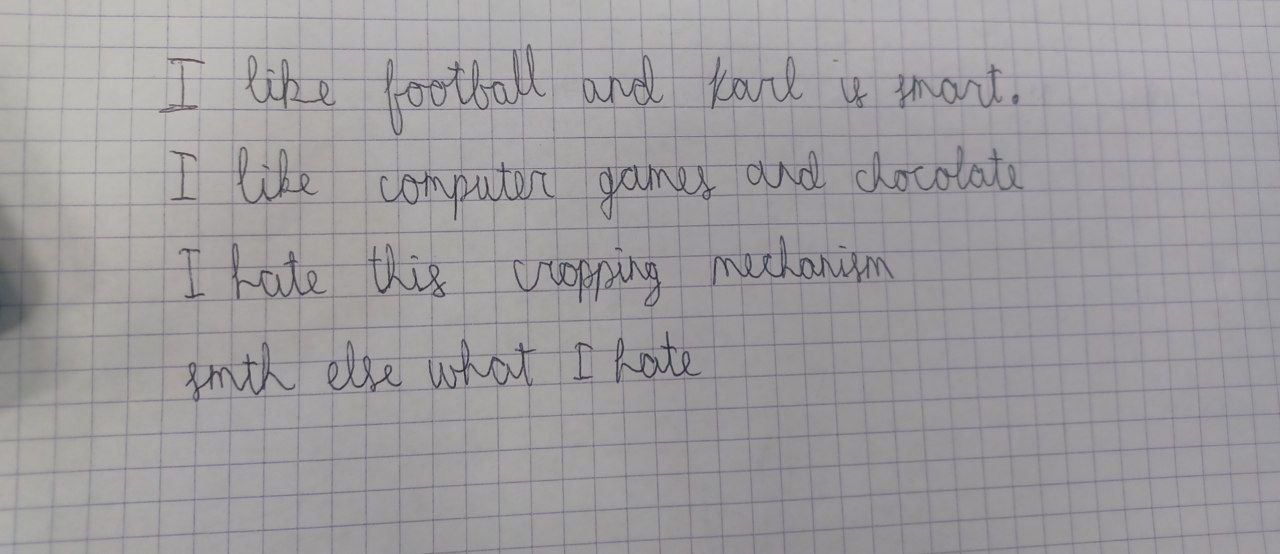 I like football and Karl is smart.
I like computer games and chocolate
I hate this cropping mechanism
smth else what I hate